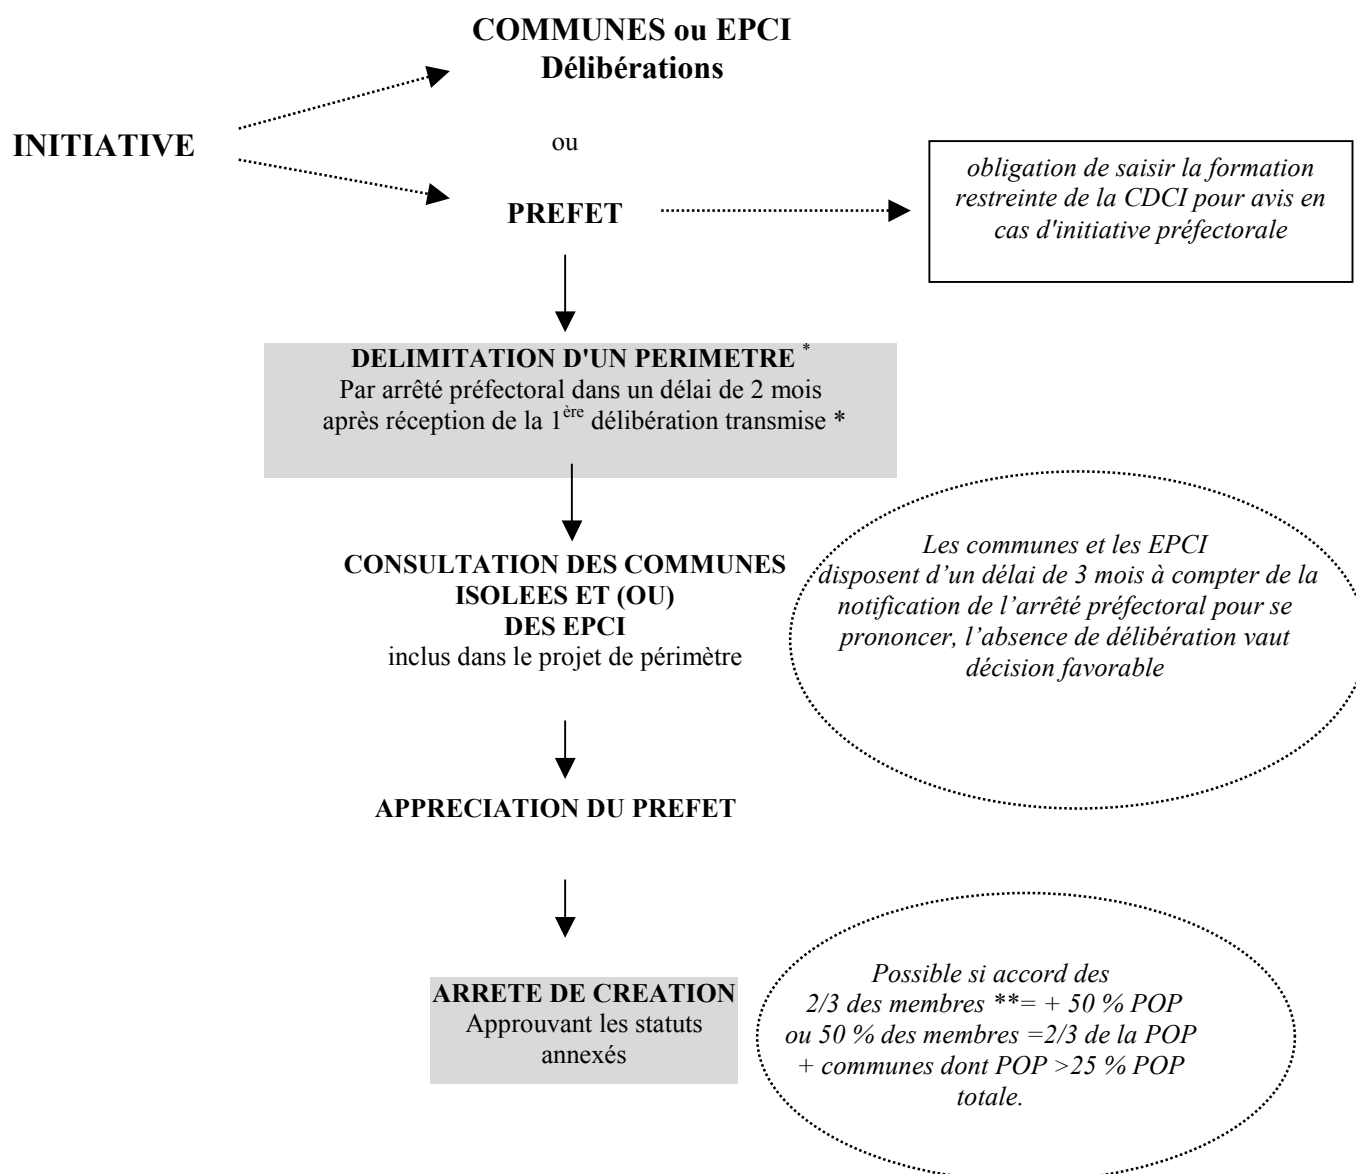 COMMUNES ou EPCI
Délibérations
INITIATIVE
ou
PREFET
obligation de saisir la formation
restreinte de la CDCI pour avis en
cas d'initiative préfectorale
DELIMITATION D'UN PERIMETRE *
Par arrêté préfectoral dans un délai de 2 mois
après réception de la 1ère délibération transmise *
CONSULTATION DES COMMUNES
ISOLEES ET (OU)
DES EPCI
inclus dans le projet de périmètre
Les communes et les EPCI
disposent d’un délai de 3 mois à compter de la
notification de l’arrêté préfectoral pour se
prononcer, l’absence de délibération vaut
décision favorable
APPRECIATION DU PREFET
ARRETE DE CREATION
Approuvant les statuts
annexés
Possible si accord des
2/3 des membres **= + 50 % POP
ou 50 % des membres =2/3 de la POP
+ communes dont POP >25 % POP
totale.